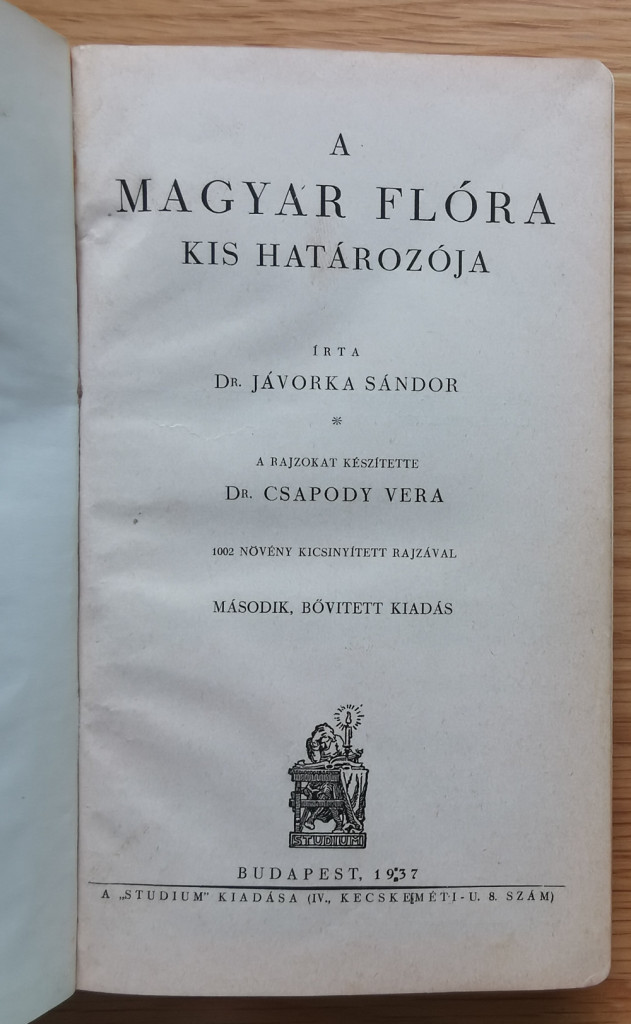 A
MAGYAR FLÓRA
KIS HATÁROZÓJA
ÍRTA
DR. JÁVORKA SÁNDOR
*
A RAJZOKAT KÉSZÍTETTE
DR. CSAPODY VERA
1002 NÖVÉNY KICSINYÍTETT RAJZÁVAL
MÁSODIK, BŐVITETT KIADÁS
STUDIUM
BUDAPEST, 1937
A „STUDIUM" KIADÁSA (IV., KECSKEMÉTI-U. 8. SZÁM)